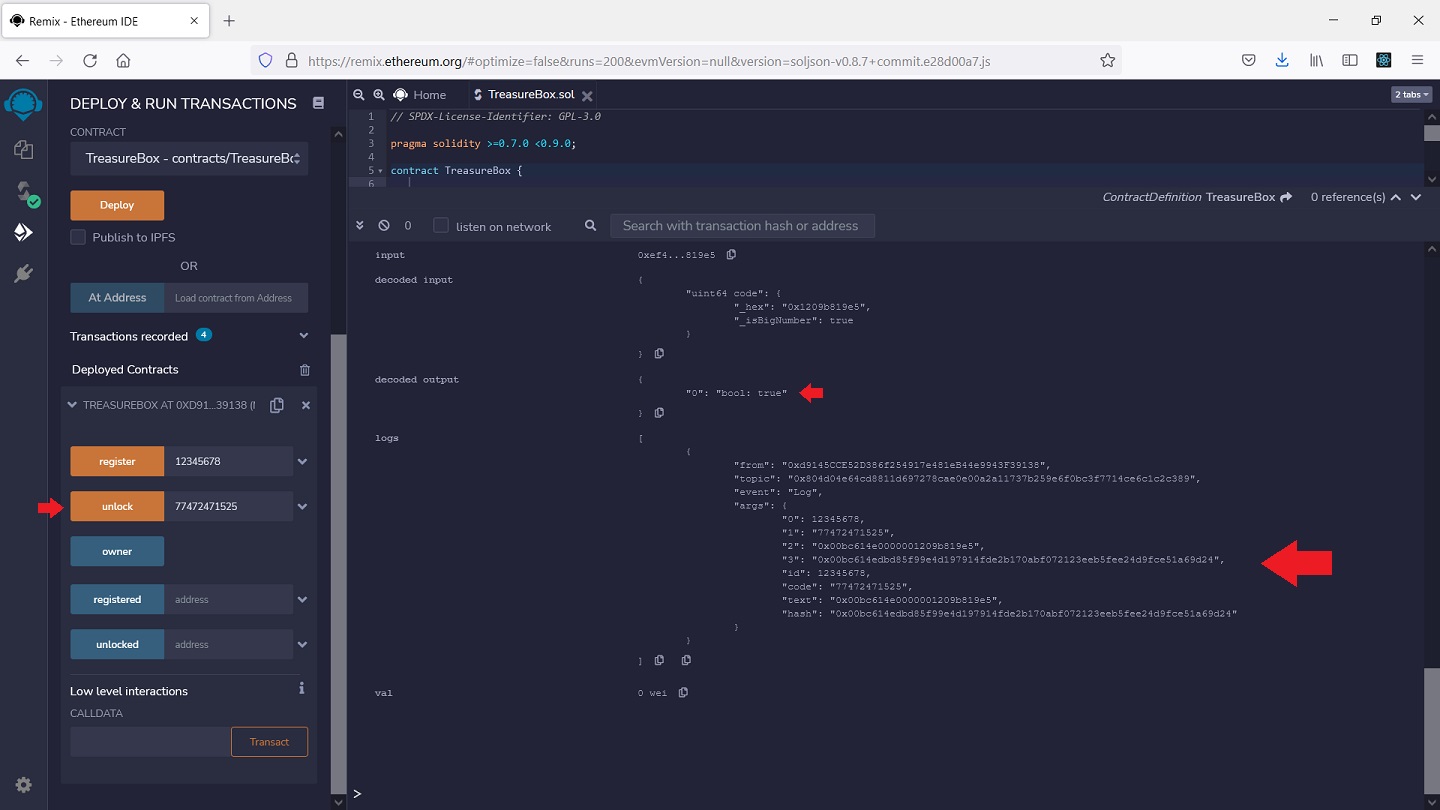 Remix - Ethereum IDE
https://remix.ethereum.org/#optimize=false&runs=200&evmVersion=null&version=soljson-v0.8.7+commit.e28d00a7.js
DEPLOY & RUN TRANSACTIONS
CONTRACT
TreasureBox - contracts/TreasureBo
Deploy
Publish to IPFS
OR
At Address
Load contract from Address
Transactions recorded 4
Deployed Contracts
TREASUREBOX AT 0XD91...39138 (
register 12345678
unlock 77472471525
owner
registered address
unlocked address
Low level interactions i
CALLDATA
Transact
Home
TreasureBox.sol
2 tabs
1 // SPDX-License-Identifier: GPL-3.0
2
3 pragma solidity >=0.7.0 <0.9.0;
4
5 contract TreasureBox {
6
ContractDefinition TreasureBox 0 reference(s)
0 listen on network Search with transaction hash or address
input 0xef4...819e5
decoded input {
"uint64 code": {
"_hex": "0x1209b819e5",
"_isBigNumber": true
}
}
decoded output {
"0": "bool: true"
}
logs [
{
"from": "0xd9145CCE52D386f254917e481eB44e9943F39138",
"topic": "0x804d04e64cd8811d697278cae0e00a2a11737b259e6f0bc3f7714ce6c1c2c389",
"event": "Log",
"args": {
"0": 12345678,
"1": "77472471525",
"2": "0x00bc614e0000001209b819e5",
"3": "0x00bc614edbd85f99e4d197914fde2b170abf072123eeb5fee24d9fce51a69d24",
"id": 12345678,
"code": "77472471525",
"text": "0x00bc614e0000001209b819e5",
"hash": "0x00bc614edbd85f99e4d197914fde2b170abf072123eeb5fee24d9fce51a69d24"
}
}
]
val 0 wei
>